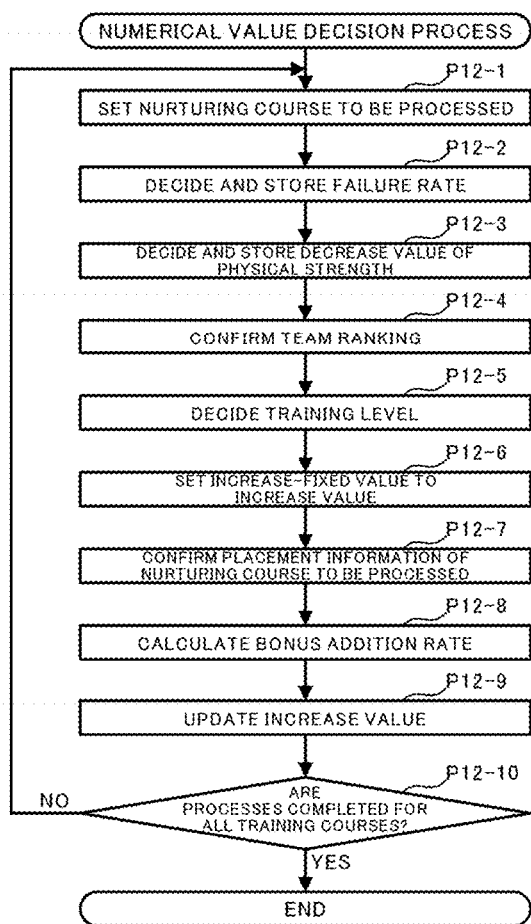 NUMERICAL VALUE DECISION PROCESS
P12-1
SET NURTURING COURSE TO BE PROCESSED
P12-2
DECIDE AND STORE FAILURE RATE
P12-3
DECIDE AND STORE DECREASE VALUE OF
PHYSICAL STRENGTH
P12-4
CONFIRM TEAM RANKING
P12-5
DECIDE TRAINING LEVEL
P12-6
SET INCREASE-FIXED VALUE TO
INCREASE VALUE
P12-7
CONFIRM PLACEMENT INFORMATION OF
NURTURING COURSE TO BE PROCESSED
P12-8
CALCULATE BONUS ADDITION RATE
P12-9
UPDATE INCREASE VALUE
P12-10
ARE
PROCESSES COMPLETED FOR
ALL TRAINING COURSES?
NO
YES
END